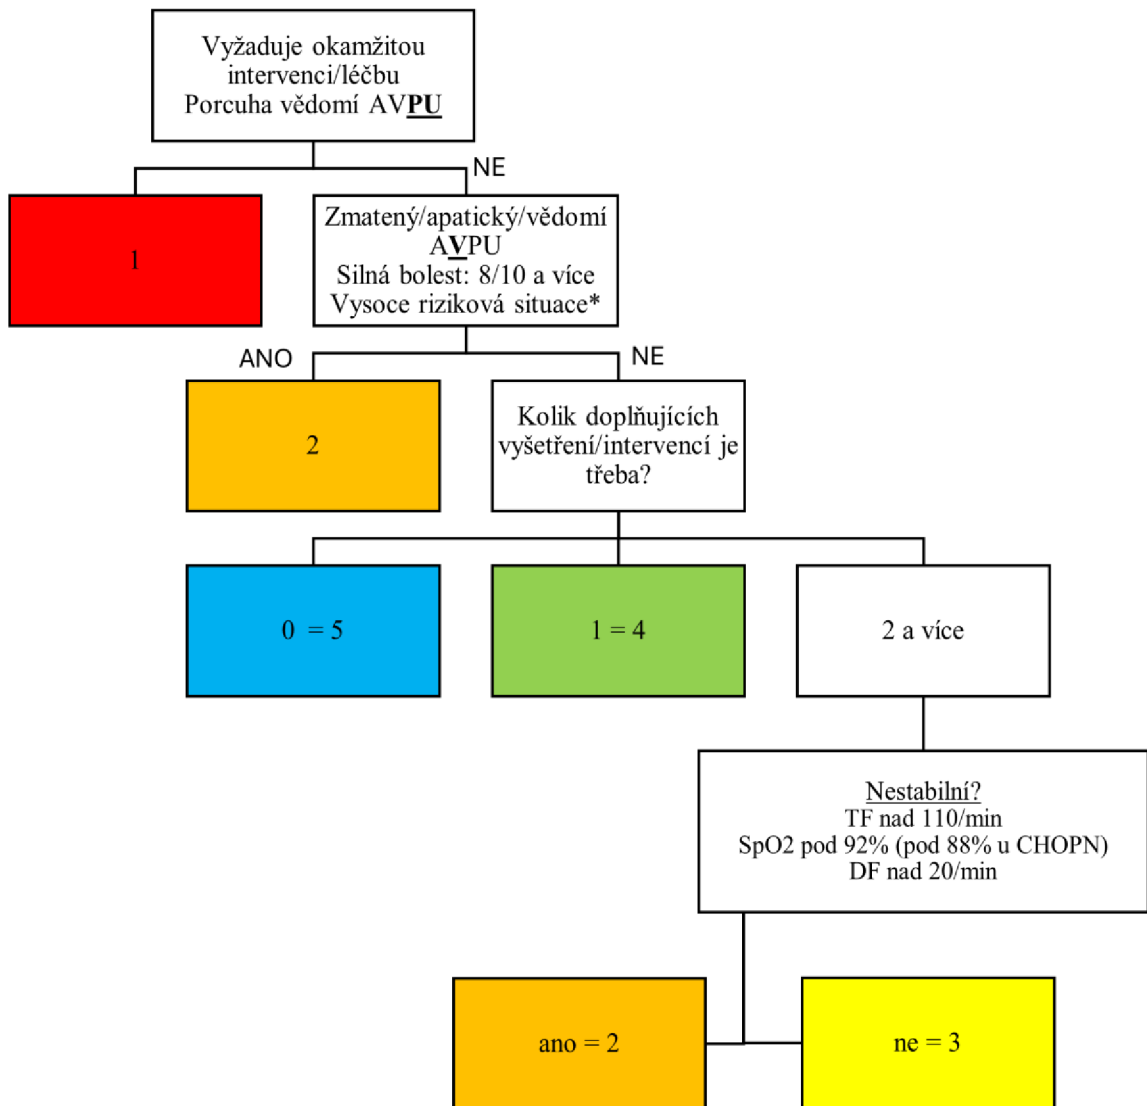 Vyžaduje okamžitou
intervenci/léčbu
Porcuha vědomí AVPU
NE
1
Zmatený/apatický/vědomí
AVPU
Silná bolest: 8/10 a více
Vysoce riziková situace*
ANO
NE
2
Kolik doplňujících
vyšetření/intervencí je
třeba?
0 = 5
1 = 4
2 a více
Nestabilní?
TF nad 110/min
SpO2 pod 92% (pod 88% u CHOPN)
DF nad 20/min
ano = 2
ne = 3